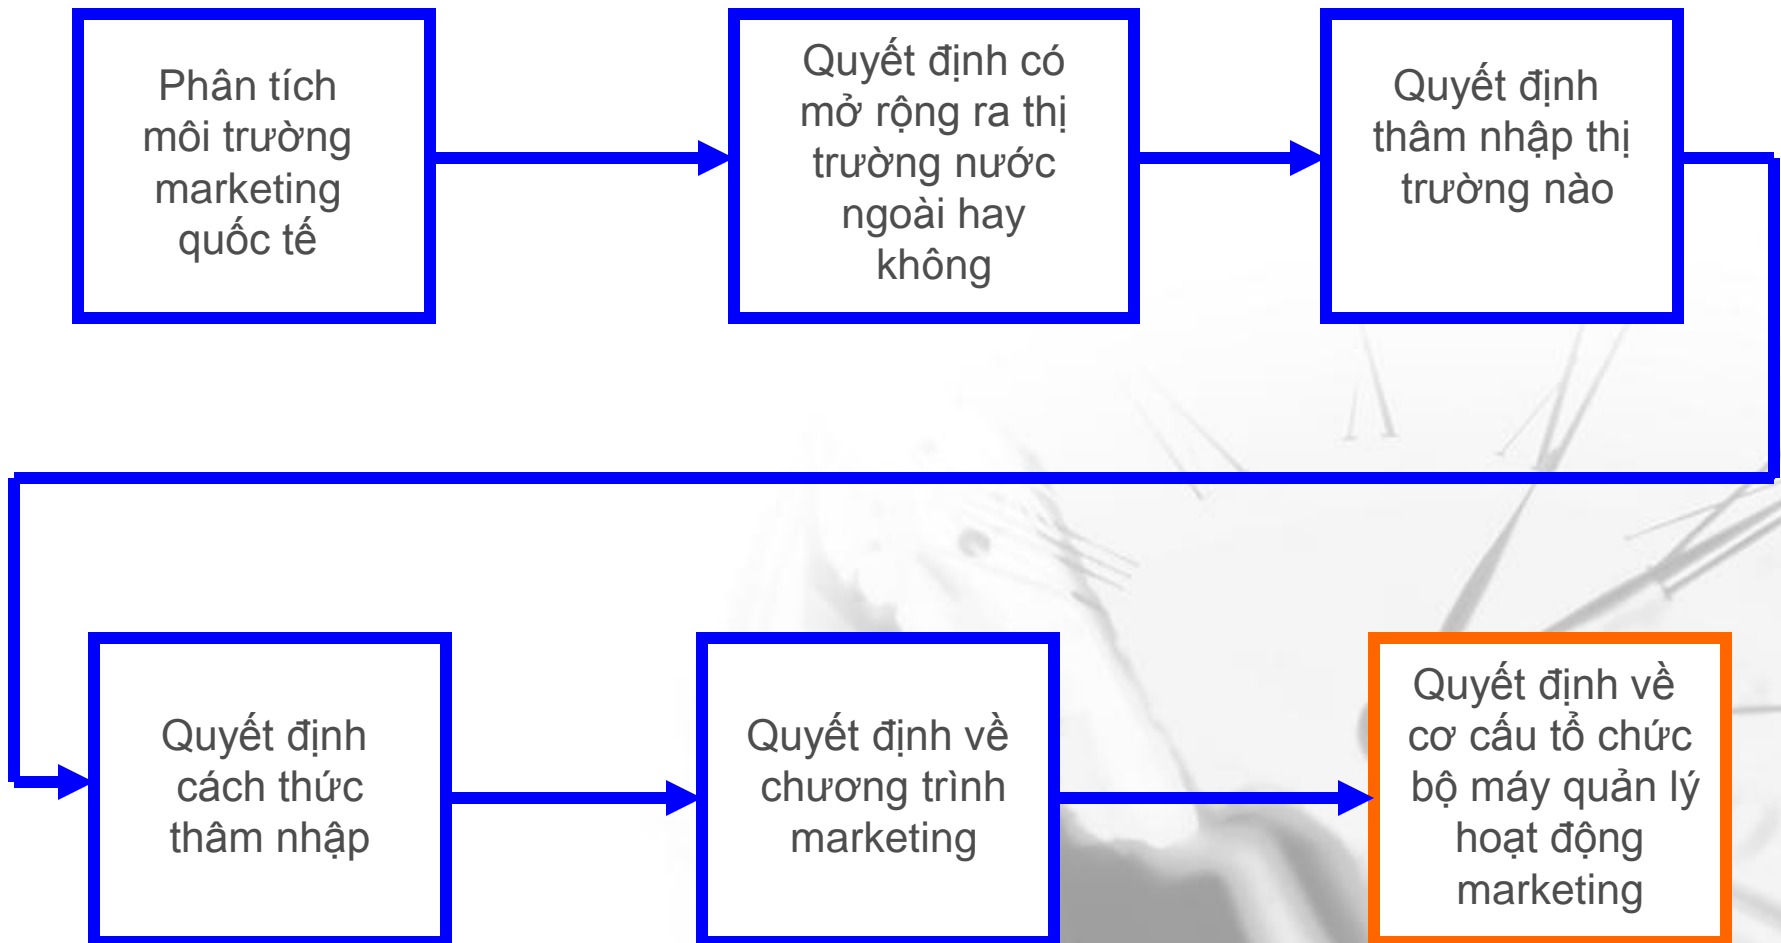 Phân tích
môi trường
marketing
quốc tế
Quyết định có
mở rộng ra thị
trường nước
ngoài hay
không
Quyết định
thâm nhập thị
trường nào
Quyết định
cách thức
thâm nhập
Quyết định về
chương trình
marketing
Quyết định về
cơ cấu tổ chức
bộ máy quản lý
hoạt động
marketing